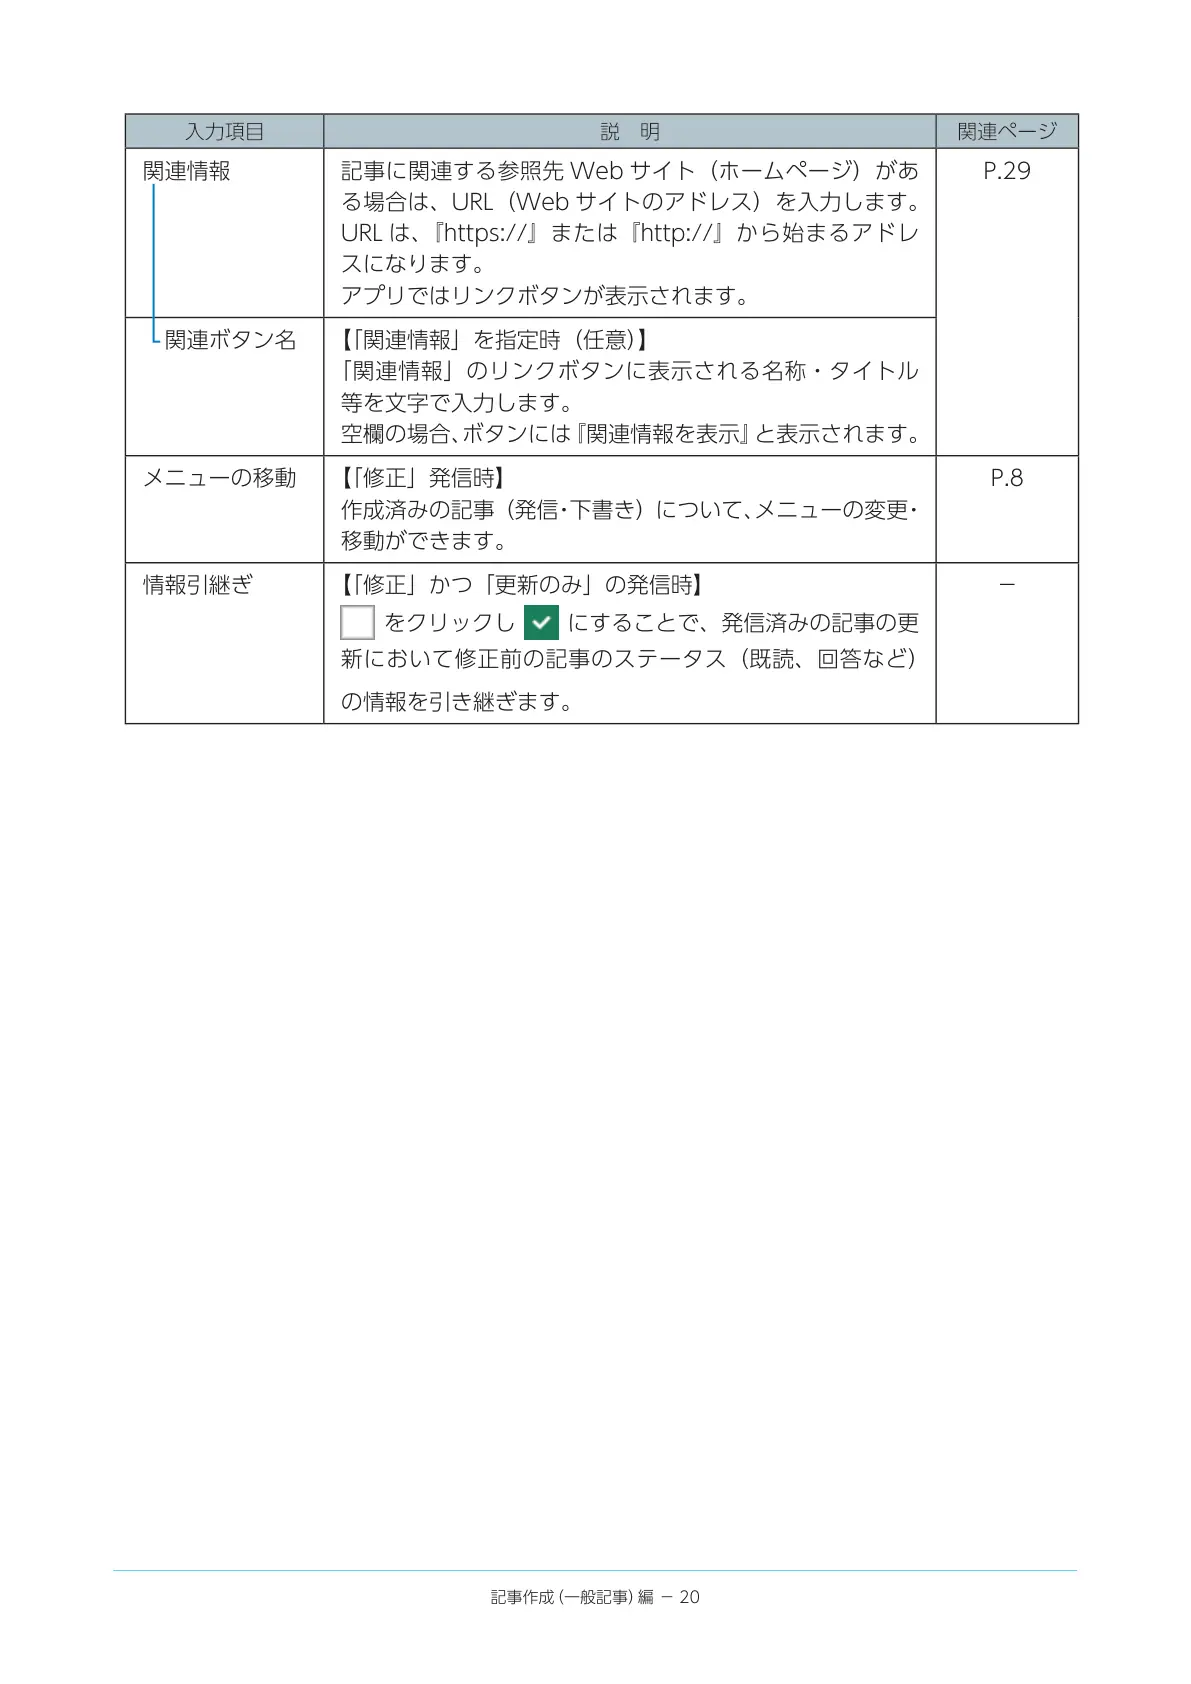 入力項目 説　明 関連ページ
関連情報 記事に関連する参照先 Web サイト（ホームページ）があ P.29
る場合は、URL（Web サイトのアドレス）を入力します。
URL は、『https://』または『http://』から始まるアドレ
スになります。
アプリではリンクボタンが表示されます。
関連ボタン名 【「関連情報」を指定時（任意）】
「関連情報」のリンクボタンに表示される名称・タイトル
等を文字で入力します。
空欄の場合、ボタンには『関連情報を表示』と表示されます。
メニューの移動 【「修正」発信時】 P.8
作成済みの記事（発信・下書き）について、メニューの変更・
移動ができます。
情報引継ぎ 【「修正」かつ「更新のみ」の発信時】 －
をクリックし にすることで、発信済みの記事の更
新において修正前の記事のステータス（既読、回答など）
の情報を引き継ぎます。
記事作成（一般記事）編 － 20